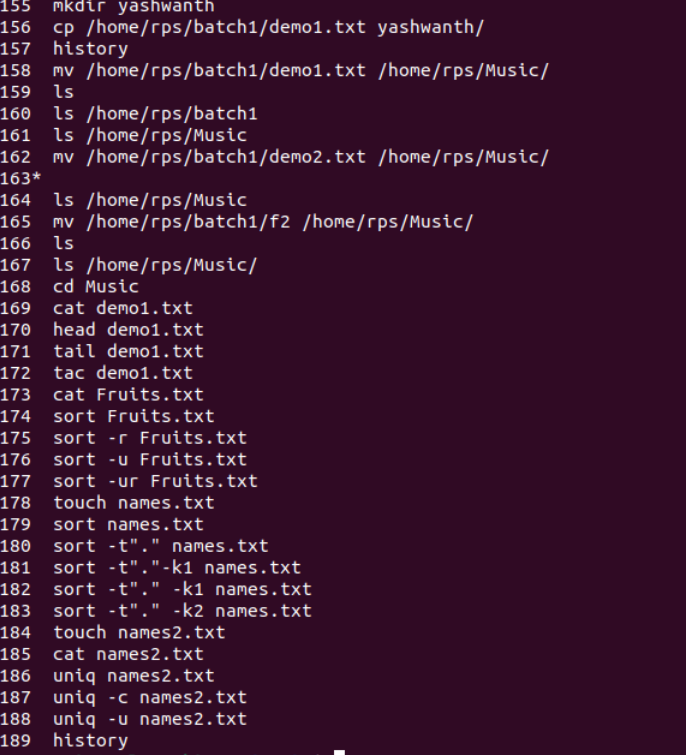 155  mkdir yashwanth
156  cp /home/rps/batch1/demo1.txt yashwanth/
157  history
158  mv /home/rps/batch1/demo1.txt /home/rps/Music/
159  ls
160  ls /home/rps/batch1
161  ls /home/rps/Music
162  mv /home/rps/batch1/demo2.txt /home/rps/Music/
163*
164  ls /home/rps/Music
165  mv /home/rps/batch1/f2 /home/rps/Music/
166  ls
167  ls /home/rps/Music/
168  cd Music
169  cat demo1.txt
170  head demo1.txt
171  tail demo1.txt
172  tac demo1.txt
173  cat Fruits.txt
174  sort Fruits.txt
175  sort -r Fruits.txt
176  sort -u Fruits.txt
177  sort -ur Fruits.txt
178  touch names.txt
179  sort names.txt
180  sort -t"." names.txt
181  sort -t"."-k1 names.txt
182  sort -t"." -k1 names.txt
183  sort -t"." -k2 names.txt
184  touch names2.txt
185  cat names2.txt
186  uniq names2.txt
187  uniq -c names2.txt
188  uniq -u names2.txt
189  history